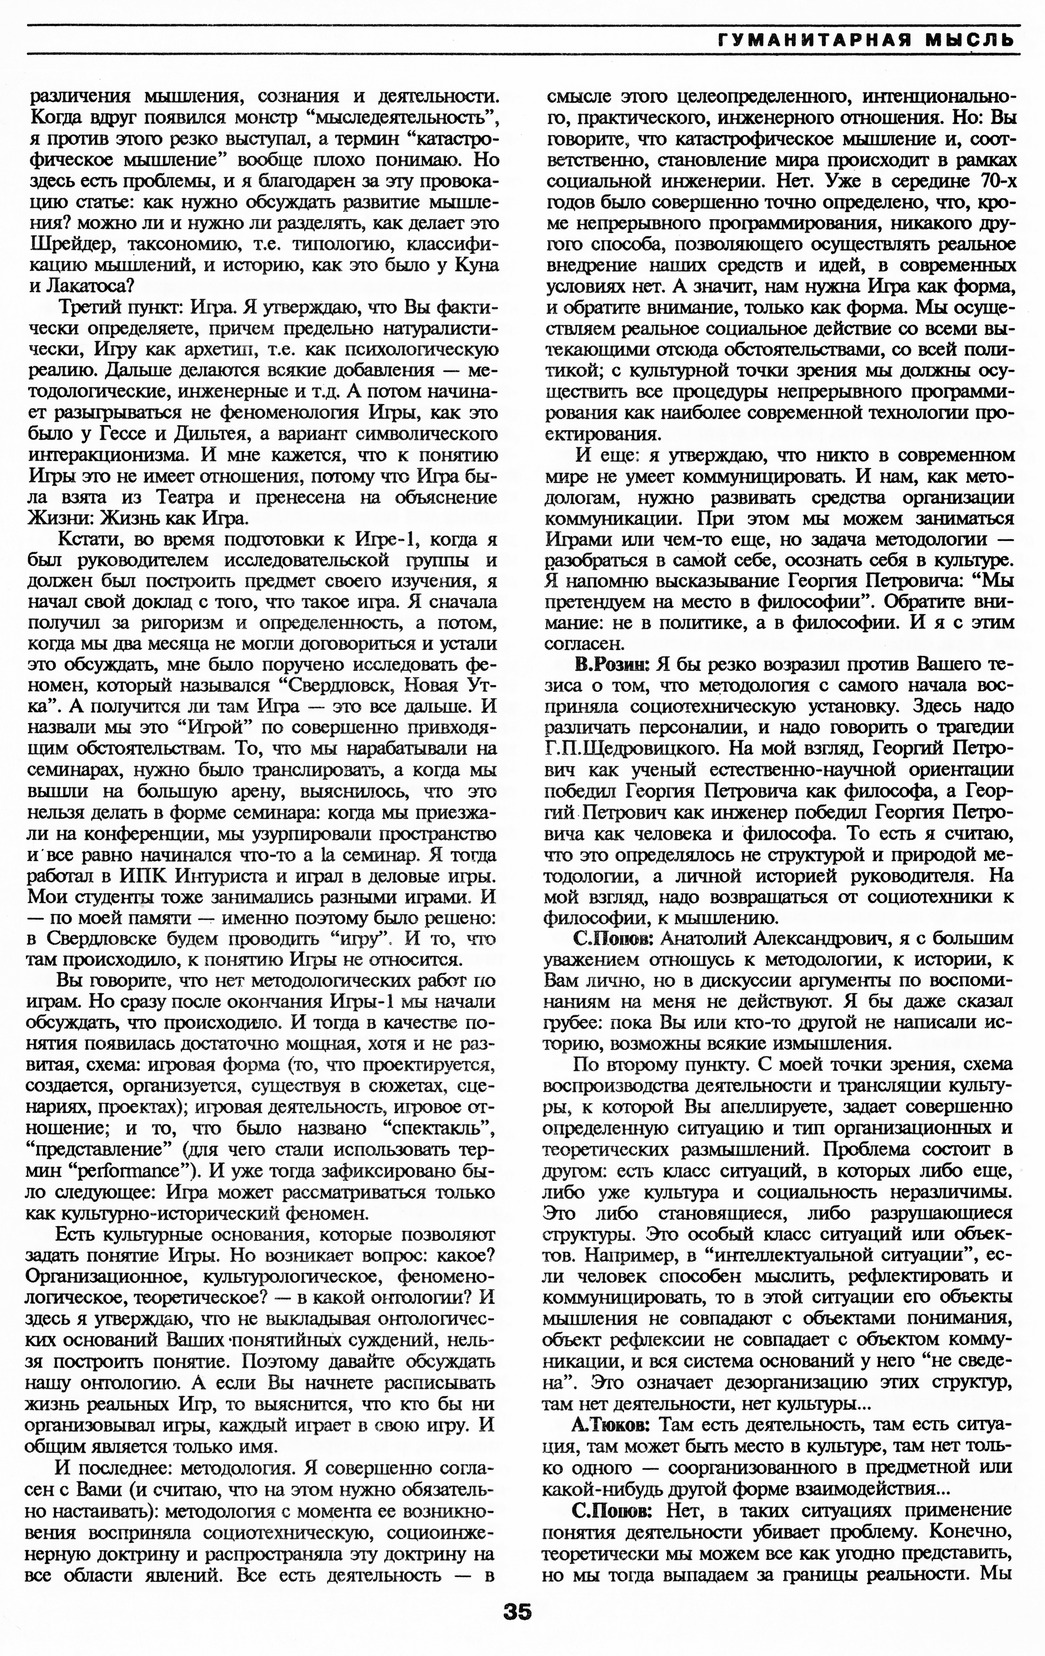 ГУМАНИТАРНАЯ МЫСЛЬ
различения мышления, сознания и деятельности.
Когда вдруг появился монстр “мыследеятельность”,
я против этого резко выступал, а термин “катастро-
фическое мышление” вообще плохо понимаю. Но
здесь есть проблемы, и я благодарен за эту провока-
цию статье: как нужно обсуждать развитие мышле-
ния? можно ли и нужно ли разделять, как делает это
Шрейдер, таксономию, т.е. типологию, классифи-
кацию мышлений, и историю, как это было у Куна
и Лакатоса?
Третий пункт: Игра. Я утверждаю, что Вы факти-
чески определяете, причем предельно натуралисти-
чески, Игру как архетип, т.е. как психологическую
реалию. Дальше делаются всякие добавления — ме-
тодологические, инженерные и т.д. А потом начина-
ет разыгрываться не феноменология Игры, как это
было у Гессе и Дильтея, а вариант символического
интеракционизма. И мне кажется, что к понятию
Игры это не имеет отношения, потому что Игра бы-
ла взята из Театра и пренесена на объяснение
Жизни: Жизнь как Игра.
Кстати, во время подготовки к Игре-1, когда я
был руководителем исследовательской группы и
должен был построить предмет своего изучения, я
начал свой доклад с того, что такое игра. Я сначала
получил за ригоризм и определенность, а потом,
когда мы два месяца не могли договориться и устали
это обсуждать, мне было поручено исследовать фе-
номен, который назывался “Свердловск, Новая Ут-
ка”. А получится ли там Игра — это все дальше. И
назвали мы это “Игрой” по совершенно привходя-
щим обстоятельствам. То, что мы нарабатывали на
семинарах, нужно было транслировать, а когда мы
вышли на большую арену, выяснилось, что это
нельзя делать в форме семинара: когда мы приезжа-
ли на конференции, мы узурпировали пространство
и все равно начинался что-то a la семинар. Я тогда
работал в ИПК Интуриста и играл в деловые игры.
Мои студенты тоже занимались разными играми. И
— по моей памяти — именно поэтому было решено:
в Свердловске будем проводить “игру”. И то, что
там происходило, к понятию Игры не относится.
Вы говорите, что нет методологических работ по
играм. Но сразу после окончания Игры-1 мы начали
обсуждать, что происходило. И тогда в качестве по-
нятия появилась достаточно мощная, хотя и не раз-
витая, схема: игровая форма (то, что проектируется,
создается, организуется, существуя в сюжетах, сце-
нариях, проектах); игровая деятельность, игровое от-
ношение; и то, что было названо “спектакль”,
“представление” (для чего стали использовать тер-
мин “performance”). И уже тогда зафиксировано бы-
ло следующее: Игра может рассматриваться только
как культурно-исторический феномен.
Есть культурные основания, которые позволяют
задать понятие Игры. Но возникает вопрос: какое?
Организационное, культурологическое, феномено-
логическое, теоретическое? — в какой онтологии? И
здесь я утверждаю, что не выкладывая онтологичес-
ких оснований Ваших понятийных суждений, нель-
зя построить понятие. Поэтому давайте обсуждать
нашу онтологию. А если Вы начнете расписывать
жизнь реальных Игр, то выяснится, что кто бы ни
организовывал игры, каждый играет в свою игру. И
общим является только имя.
И последнее: методология. Я совершенно согла-
сен с Вами (и считаю, что на этом нужно обязатель-
но настаивать): методология с момента ее возникно-
вения восприняла социотехническую, социоинже-
нерную доктрину и распространяла эту доктрину на
все области явлений. Все есть деятельность — в
смысле этого целеопределенного, интенционально-
го, практического, инженерного отношения. Но: Вы
говорите, что катастрофическое мышление и, соот-
ветственно, становление мира происходит в рамках
социальной инженерии. Нет. Уже в середине 70-х
годов было совершенно точно определено, что, кро-
ме непрерывного программирования, никакого дру-
гого способа, позволяющего осуществлять реальное
внедрение наших средств и идей, в современных
условиях нет. А значит, нам нужна Игра как форма,
и обратите внимание, только как форма. Мы осуще-
ствляем реальное социальное действие со всеми вы-
текающими отсюда обстоятельствами, со всей поли-
тикой; с культурной точки зрения мы должны осу-
ществить все процедуры непрерывного программи-
рования как наиболее современной технологии про-
ектирования.
И еще: я утверждаю, что никто в современном
мире не умеет коммуницировать. И нам, как мето-
дологам, нужно развивать средства организации
коммуникации. При этом мы можем заниматься
Играми или чем-то еще, но задача методологии —
разобраться в самой себе, осознать себя в культуре.
Я напомню высказывание Георгия Петровича: “Мы
претендуем на место в философии”. Обратите вни-
мание: не в политике, а в философии. И я с этим
согласен.
В.Розин: Я бы резко возразил против Вашего те-
зиса о том, что методология с самого начала вос-
приняла социотехническую установку. Здесь надо
различать персоналии, и надо говорить о трагедии
Г.П.Щедровицкого. На мой взгляд, Георгий Петро-
вич как ученый естественно-научной ориентации
победил Георгия Петровича как философа, а Геор-
гий Петрович как инженер победил Георгия Петро-
вича как человека и философа. То есть я считаю,
что это определялось не структурой и природой ме-
тодологии, а личной историей руководителя. На
мой взгляд, надо возвращаться от социотехники к
философии, к мышлению.
С.Попов: Анатолий Александрович, я с большим
уважением отношусь к методологии, к истории, к
Вам лично, но в дискуссии аргументы по воспоми-
наниям на меня не действуют. Я бы даже сказал
грубее: пока Вы или кто-то другой не написали ис-
торию, возможны всякие измышления.
По второму пункту. С моей точки зрения, схема
воспроизводства деятельности и трансляции культу-
ры, к которой Вы апеллируете, задает совершенно
определенную ситуацию и тип организационных и
теоретических размышлений. Проблема состоит в
другом: есть класс ситуаций, в которых либо еще,
либо уже культура и социальность неразличимы.
Это либо становящиеся, либо разрушающиеся
структуры. Это особый класс ситуаций или объек-
тов. Например, в “интеллектуальной ситуации”, ес-
ли человек способен мыслить, рефлектировать и
коммуницировать, то в этой ситуации его объекты
мышления не совпадают с объектами понимания,
объект рефлексии не совпадает с объектом комму-
никации, и вся система оснований у него “не сведе-
на”. Это означает дезорганизацию этих структур,
там нет деятельности, нет культуры...
А.Тюков: Там есть деятельность, там есть ситуа-
ция, там может быть место в культуре, там нет толь-
ко одного — соорганизованного в предметной или
какой-нибудь другой форме взаимодействия...
С.Попов: Нет, в таких ситуациях применение
понятия деятельности убивает проблему. Конечно,
теоретически мы можем все как угодно представить,
но мы тогда выпадаем за границы реальности. Мы
35